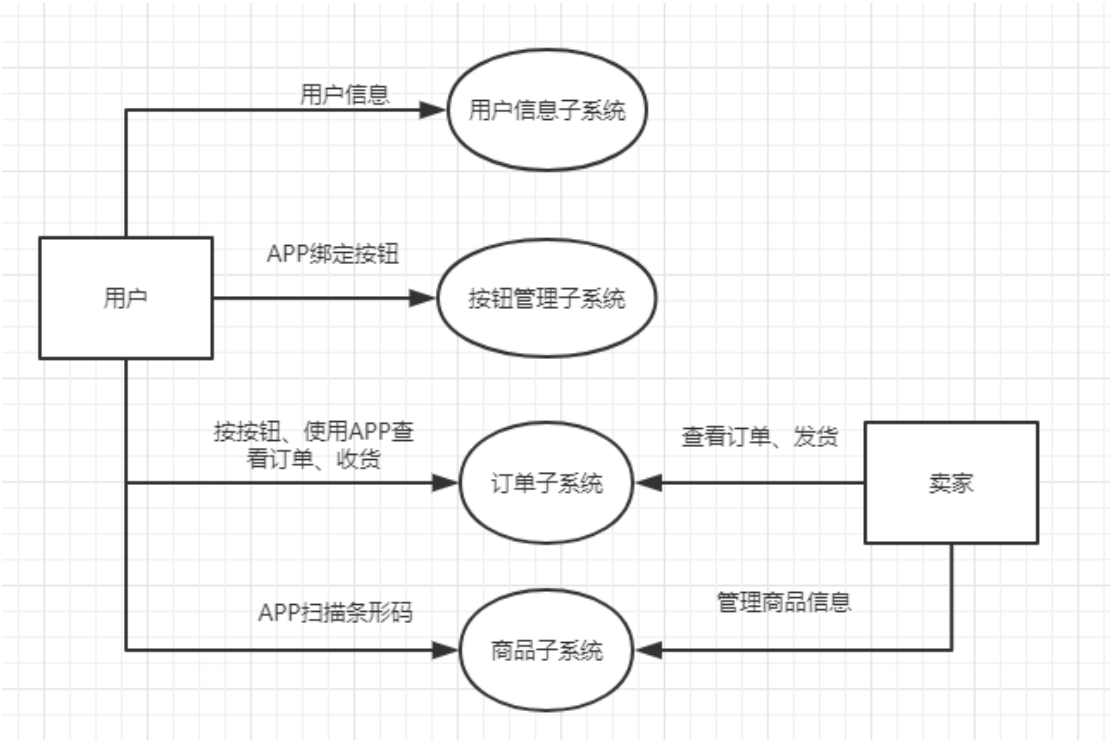 用户信息
用户信息子系统
APP绑定按钮
用户
按钮管理子系统
按按钮、使用APP查
看订单、收货
查看订单、发货
订单子系统
卖家
APP扫描条形码
管理商品信息
商品子系统